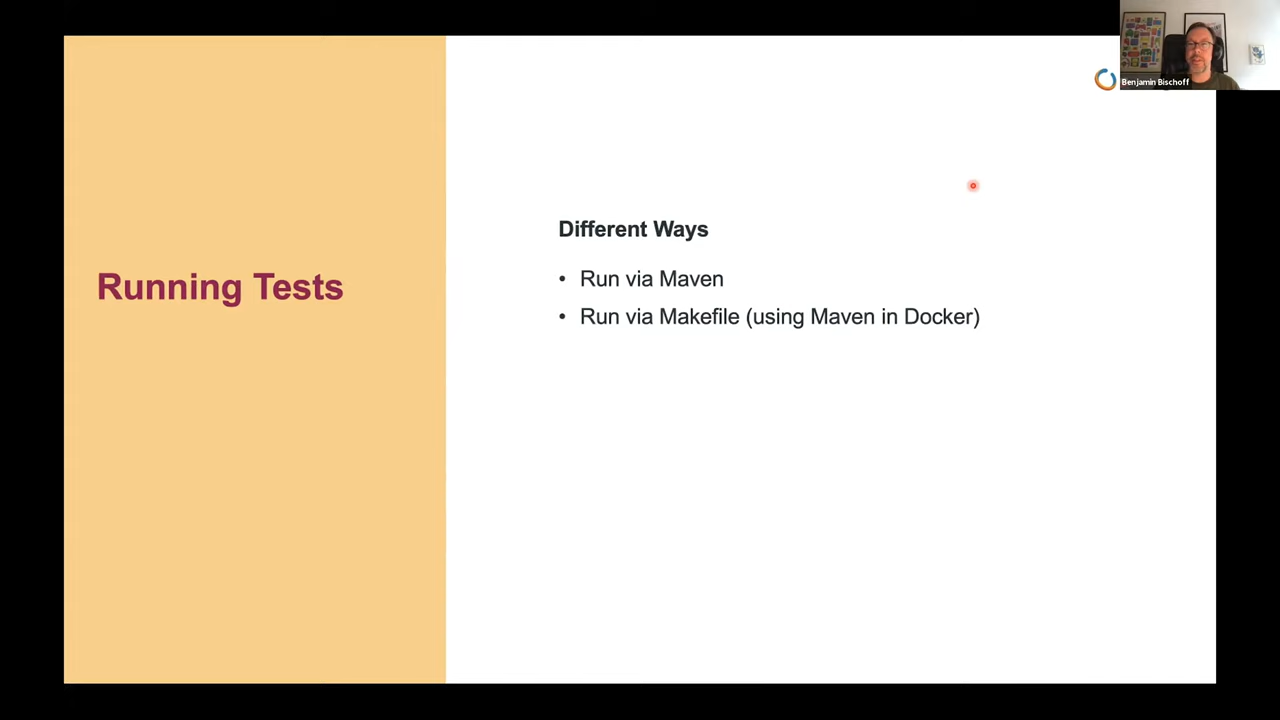 Benjamin Bischoff
Running Tests
Different Ways
• Run via Maven
• Run via Makefile (using Maven in Docker)